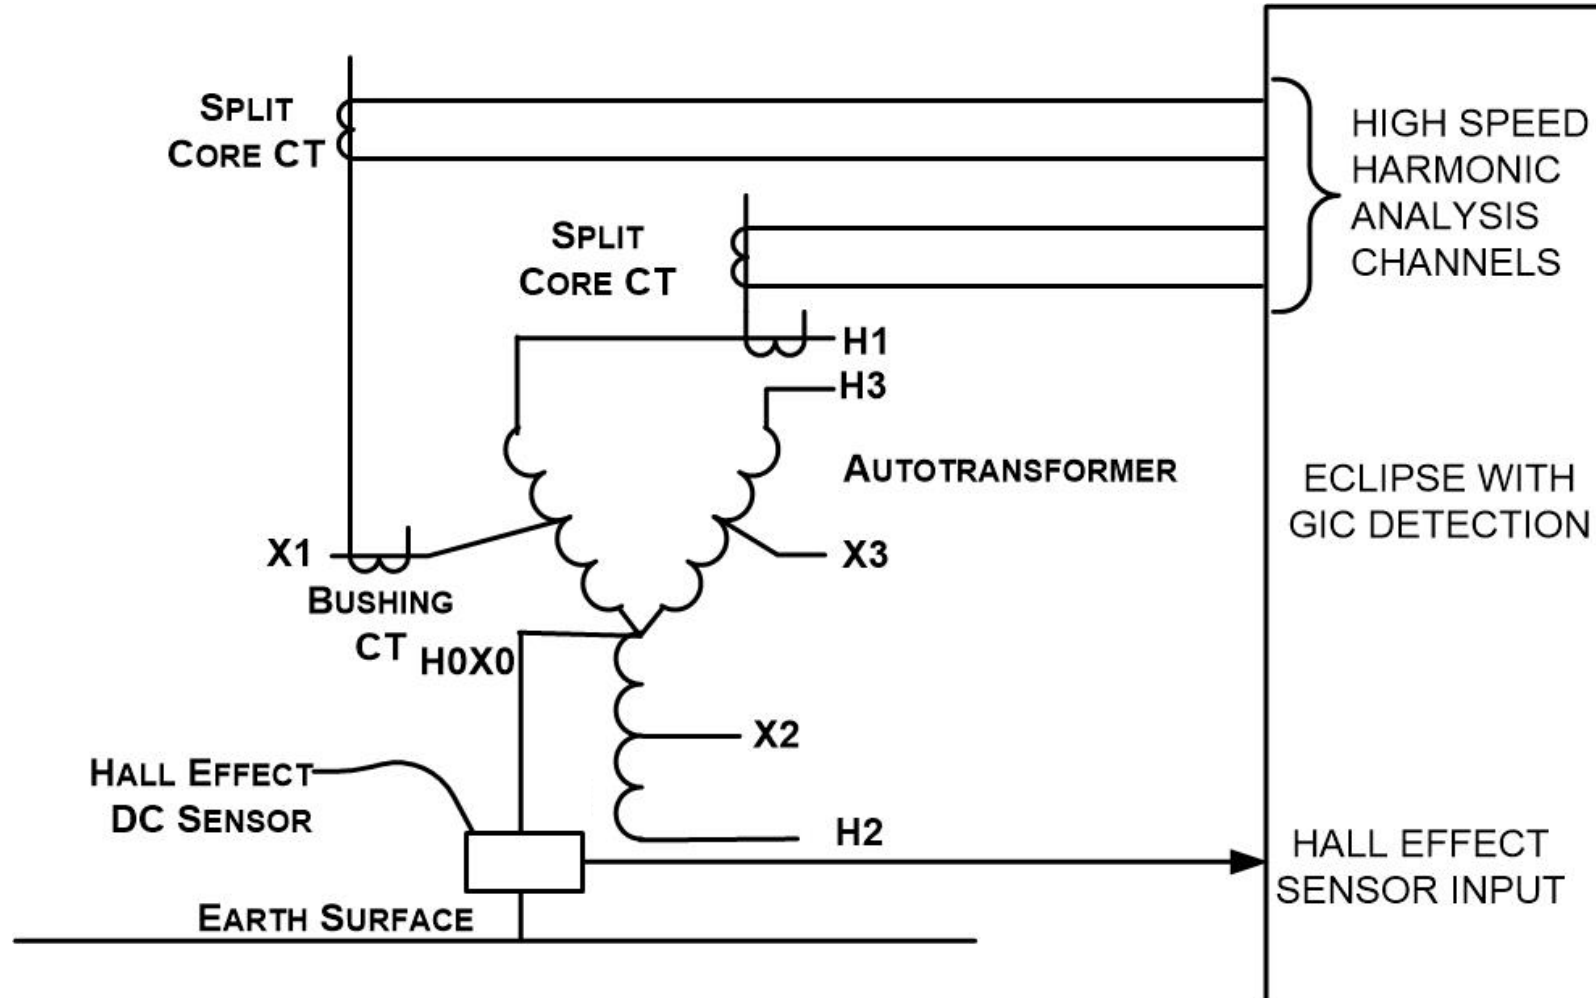 SPLIT
CORE CT
HIGH SPEED
HARMONIC
ANALYSIS
CHANNELS
SPLIT
CORE CT
H1
H3
AUTOTRANSFORMER
ECLIPSE WITH
GIC DETECTION
X1
X3
BUSHING
CT
H0X0
X2
HALL EFFECT
DC SENSOR
H2
HALL EFFECT
SENSOR INPUT
EARTH SURFACE